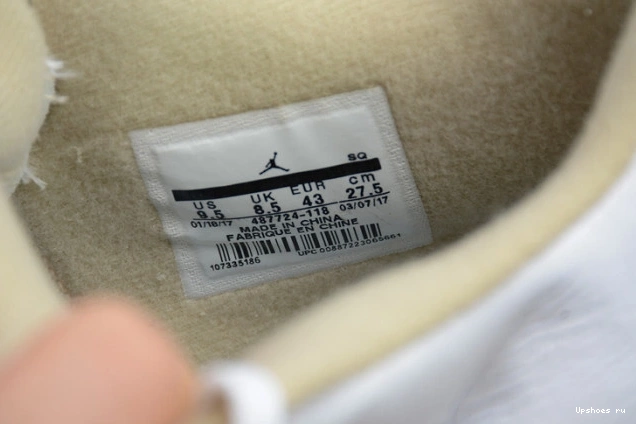 SQ
US UK EUR cm
9.5 8.5 43 27.5
01/18/17 487724-118 03/07/17
MADE IN CHINA
FABRIQUE EN CHINE
107335186 UPC:00887223065661
Upshoes ru